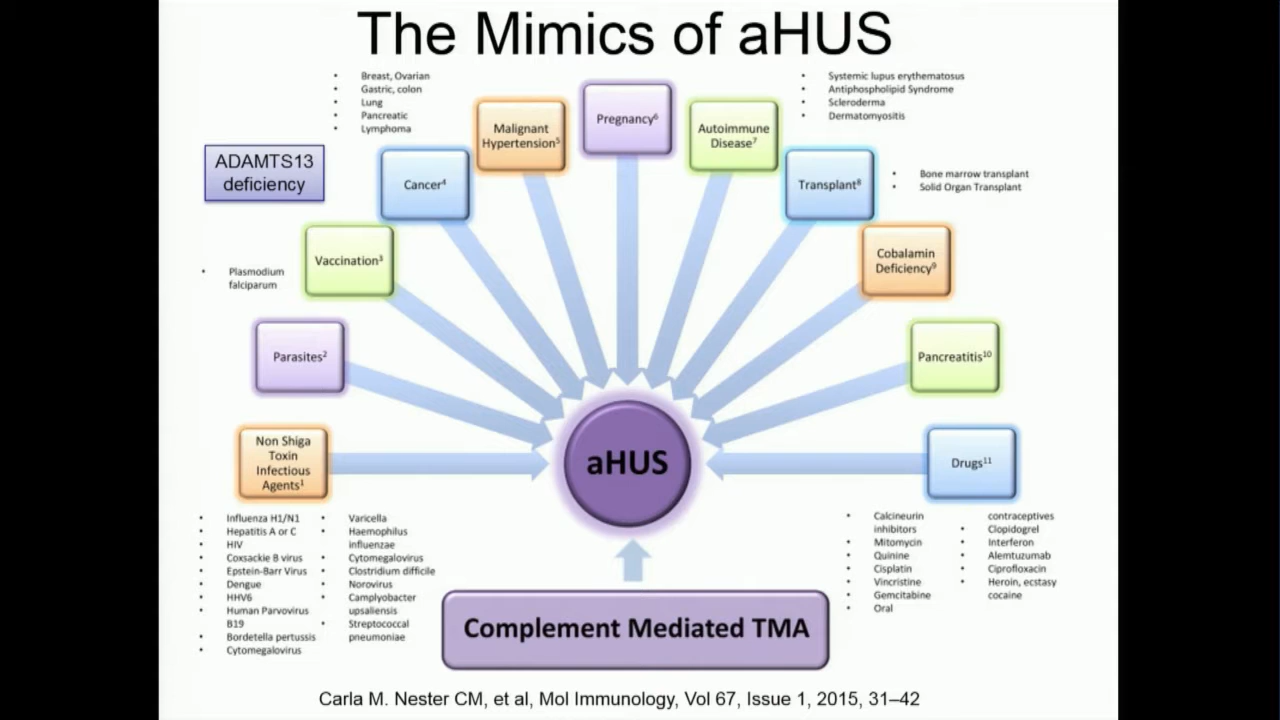 The Mimics of aHUS
• Breast, Ovarian
• Gastric, colon
• Lung
• Pancreatic
• Lymphoma
• Systemic lupus erythematosus
• Antiphospholipid Syndrome
• Scleroderma
• Dermatomyositis
ADAMTS13
deficiency
Cancer⁴
Malignant
Hypertension⁵
Pregnancy⁶
Autoimmune
Disease⁷
Transplant⁸
• Bone marrow transplant
• Solid Organ Transplant
Vaccination³
Cobalamin
Deficiency⁹
• Plasmodium
falciparum
Parasites²
Pancreatitis¹⁰
Non Shiga
Toxin
Infectious
Agents¹
aHUS
Drugs¹¹
• Influenza H1/N1
• Hepatitis A or C
• HIV
• Coxsackie B virus
• Epstein-Barr Virus
• Dengue
• HHV6
• Human Parvovirus
B19
• Bordetella pertussis
• Cytomegalovirus
• Varicella
• Haemophilus
influenzae
• Cytomegalovirus
• Clostridium difficile
• Norovirus
• Camplyobacter
upsaliensis
• Streptococcal
pneumoniae
• Calcineurin
inhibitors
• Mitomycin
• Quinine
• Cisplatin
• Vincristine
• Gemcitabine
• Oral
contraceptives
• Clopidogrel
• Interferon
• Alemtuzumab
• Ciprofloxacin
• Heroin, ecstasy
cocaine
Complement Mediated TMA
Carla M. Nester CM, et al, Mol Immunology, Vol 67, Issue 1, 2015, 31–42